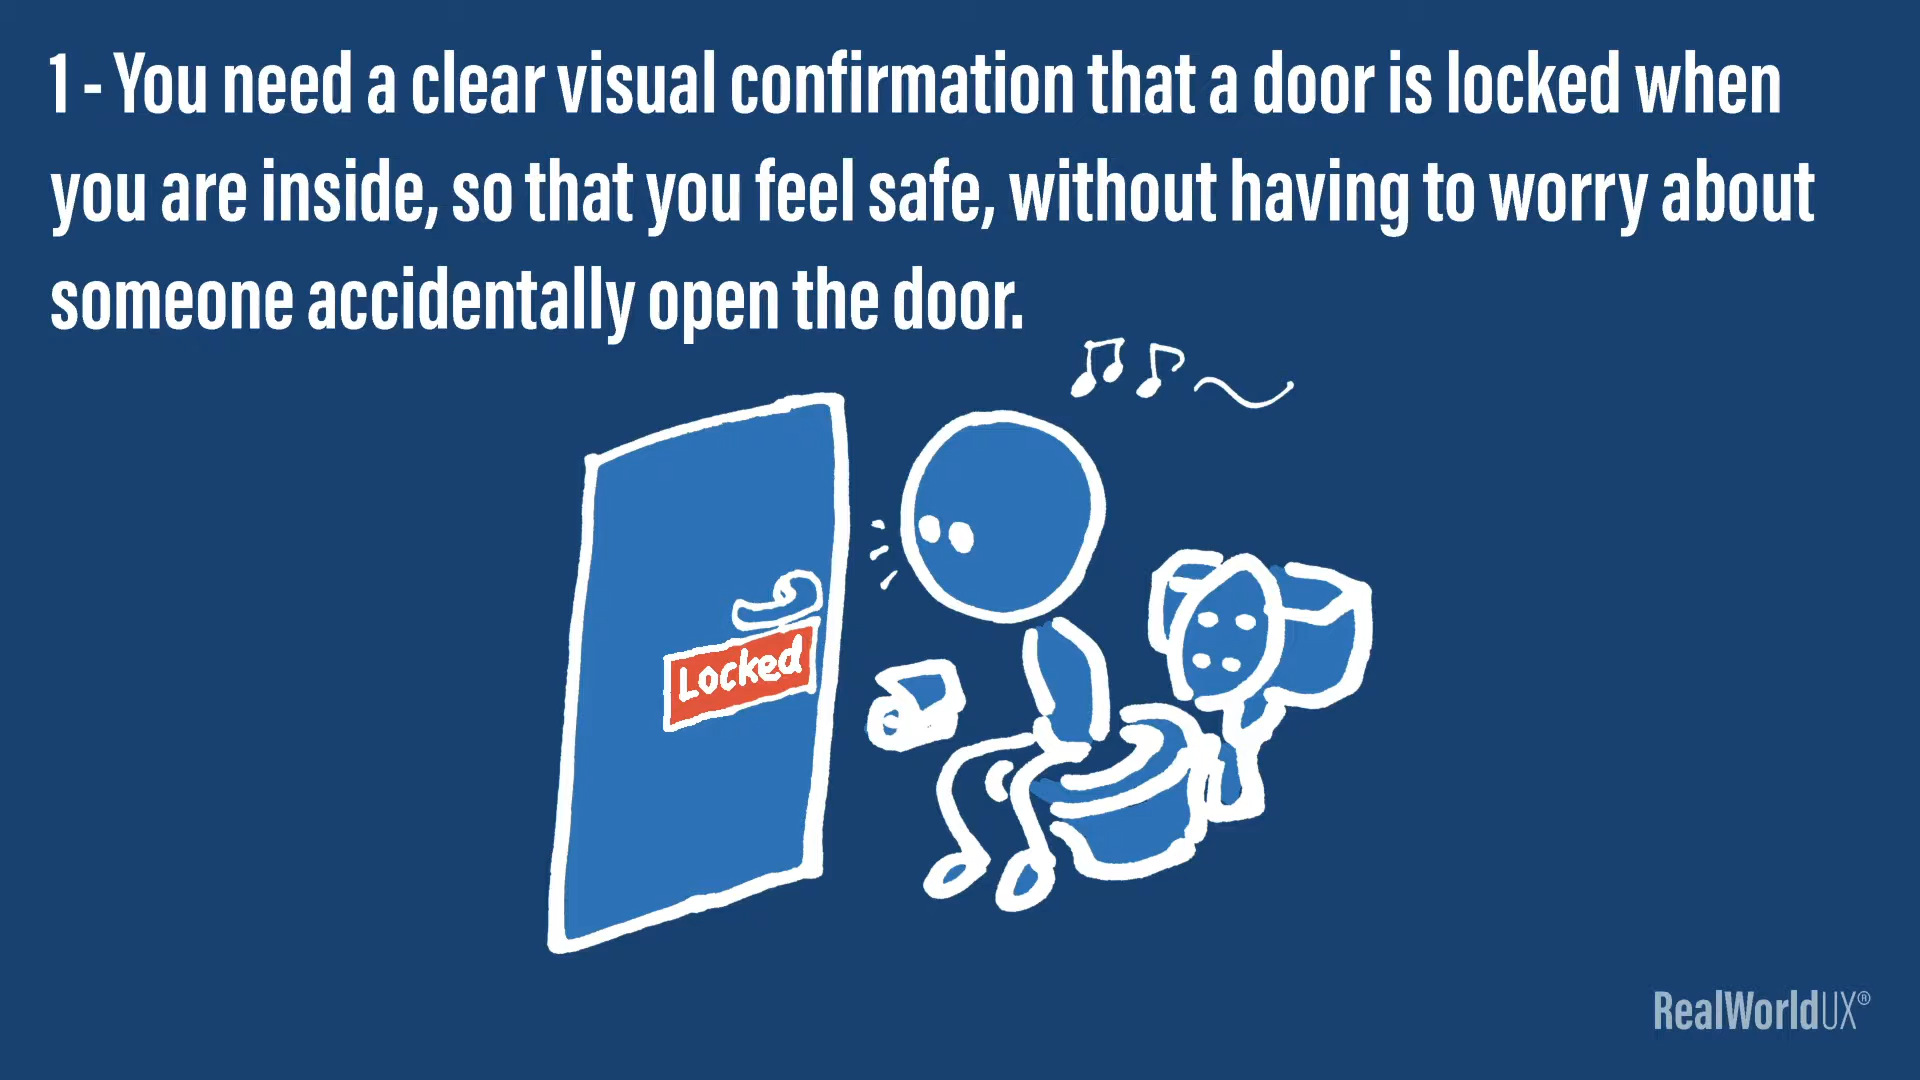 1 - You need a clear visual confirmation that a door is locked when
you are inside, so that you feel safe, without having to worry about
someone accidentally open the door.
Locked
RealWorldUX®